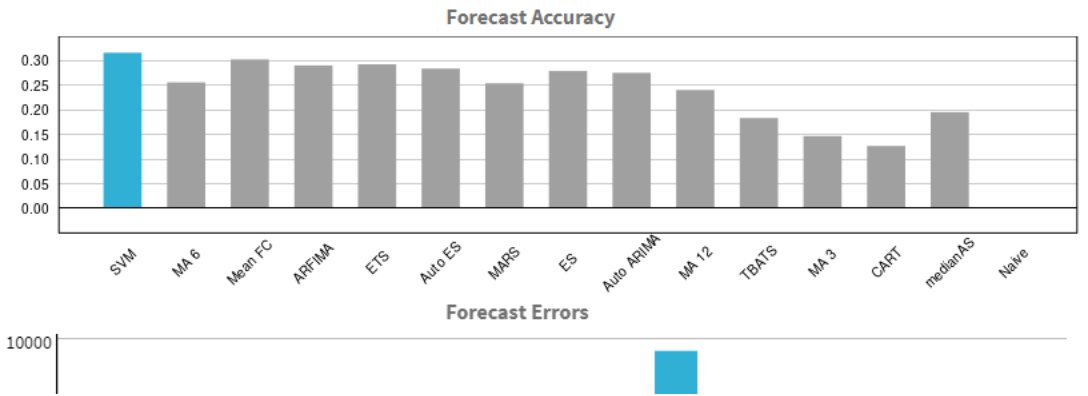 Forecast Accuracy
0.30
0.25
0.20
0.15
0.10
0.05
0.00
SVM
MA 6
Mean FC
ARFIMA
ETS
Auto ES
MARS
ES
Auto ARIMA
MA 12
TBATS
MA 3
CART
medianAS
Naive
Forecast Errors
10000